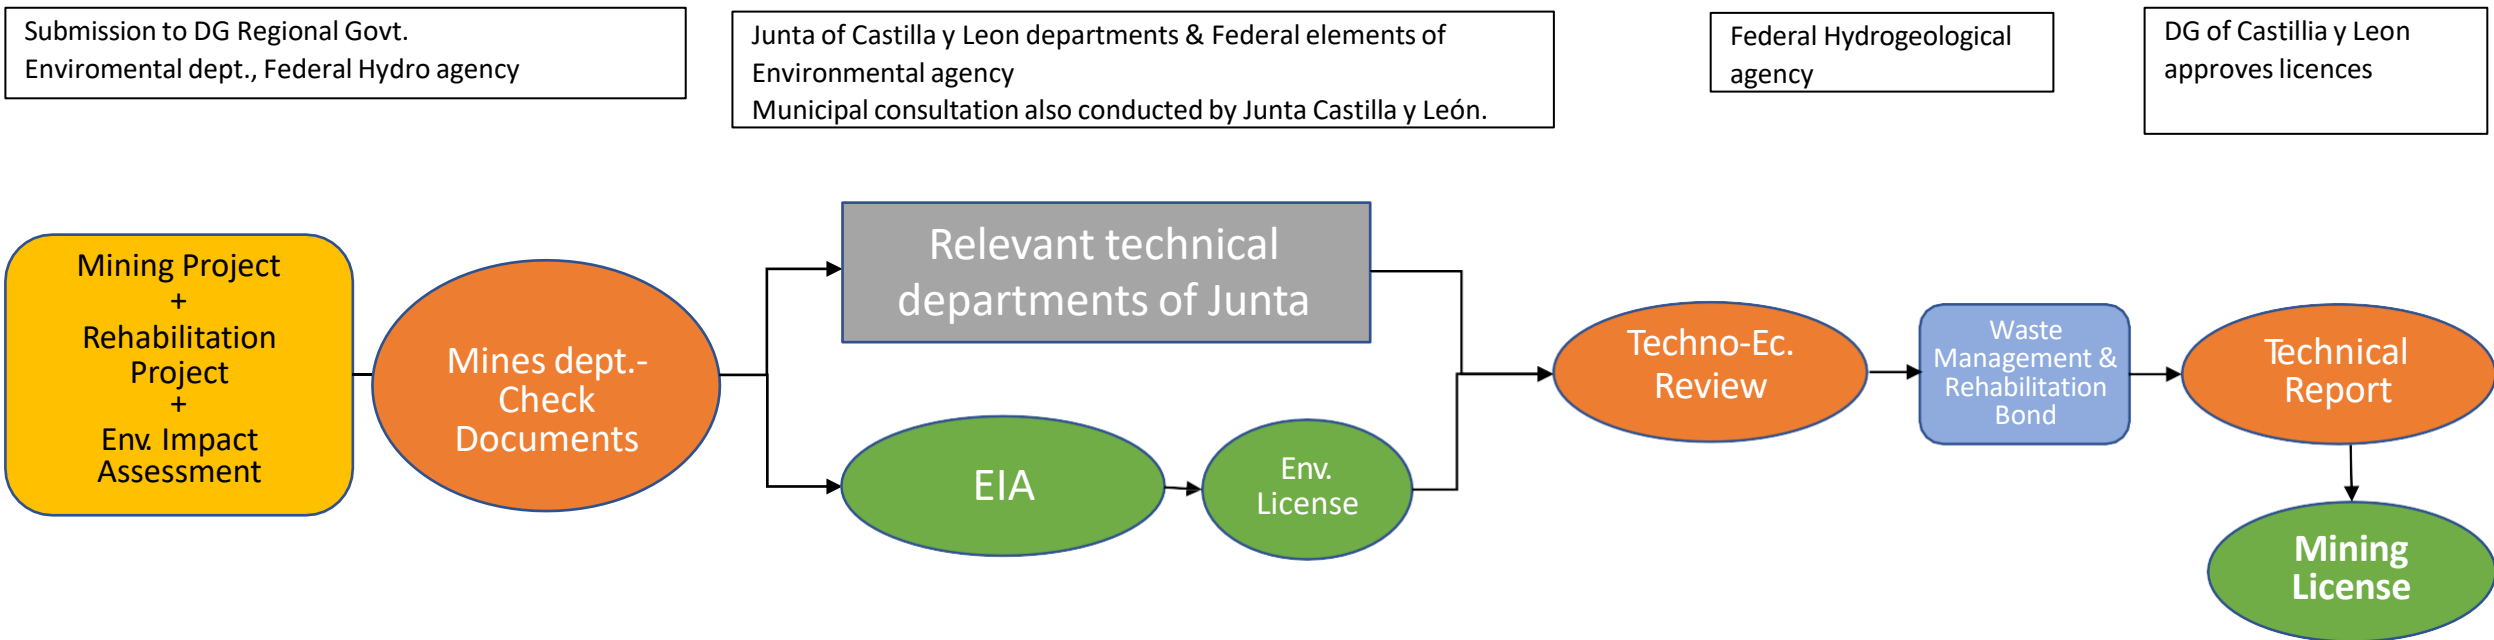 Submission to DG Regional Govt.
Enviromental dept., Federal Hydro agency
Junta of Castilla y Leon departments & Federal elements of
Environmental agency
Municipal consultation also conducted by Junta Castilla y León.
Federal Hydrogeological
agency
DG of Castillia y Leon
approves licences
Mining Project
+
Rehabilitation
Project
+
Env. Impact
Assessment
Mines dept.-
Check
Documents
Relevant technical
departments of Junta
EIA
Env.
License
Techno-Ec.
Review
Waste
Management &
Rehabilitation
Bond
Technical
Report
Mining
License